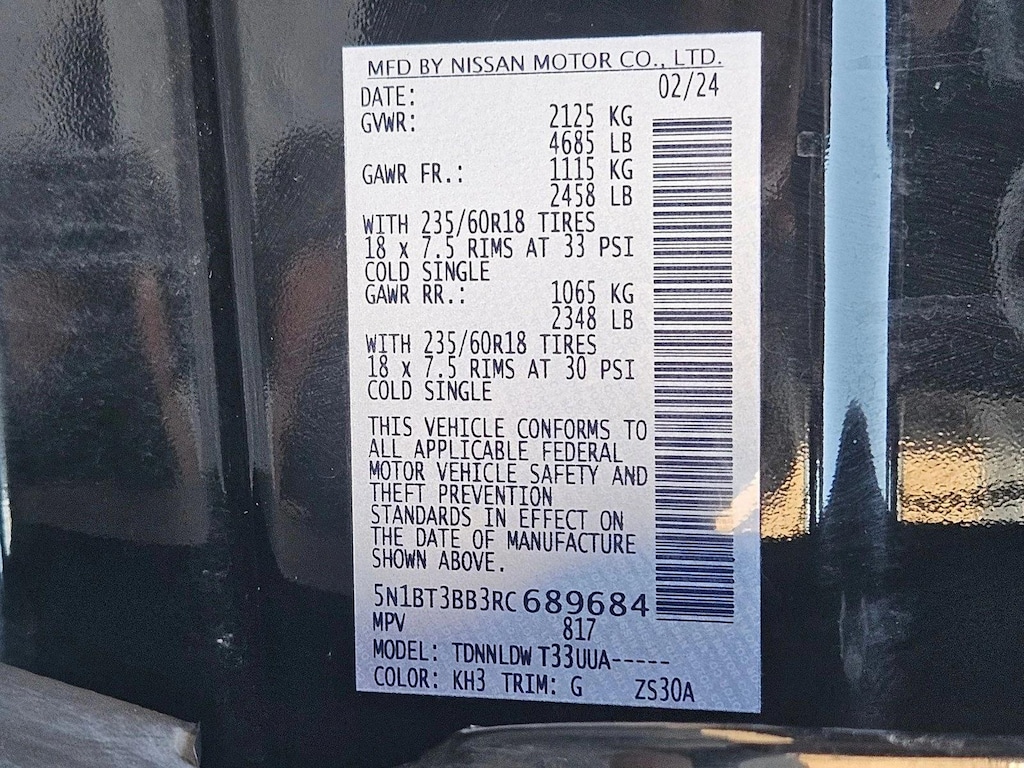 MFD BY NISSAN MOTOR CO., LTD.
DATE: 02/24
GVWR: 2125 KG
4685 LB
GAWR FR.: 1115 KG
2458 LB
WITH 235/60R18 TIRES
18 x 7.5 RIMS AT 33 PSI
COLD SINGLE
GAWR RR.: 1065 KG
2348 LB
WITH 235/60R18 TIRES
18 x 7.5 RIMS AT 30 PSI
COLD SINGLE
THIS VEHICLE CONFORMS TO
ALL APPLICABLE FEDERAL
MOTOR VEHICLE SAFETY AND
THEFT PREVENTION
STANDARDS IN EFFECT ON
THE DATE OF MANUFACTURE
SHOWN ABOVE.
5N1BT3BB3RC689684
MPV 817
MODEL: TDNNLDW T33UUA-----
COLOR: KH3 TRIM: G ZS30A